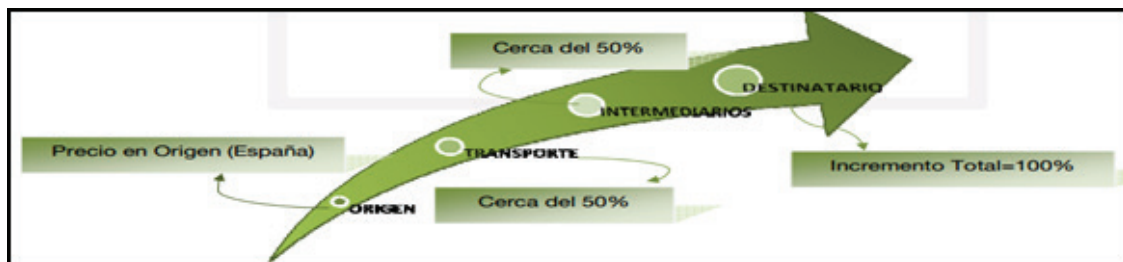 Cerca del 50%
DESTINATARIO
INTERMEDIARIOS
Precio en Origen (España)
TRANSPORTE
Incremento Total=100%
Cerca del 50%
ORIGEN